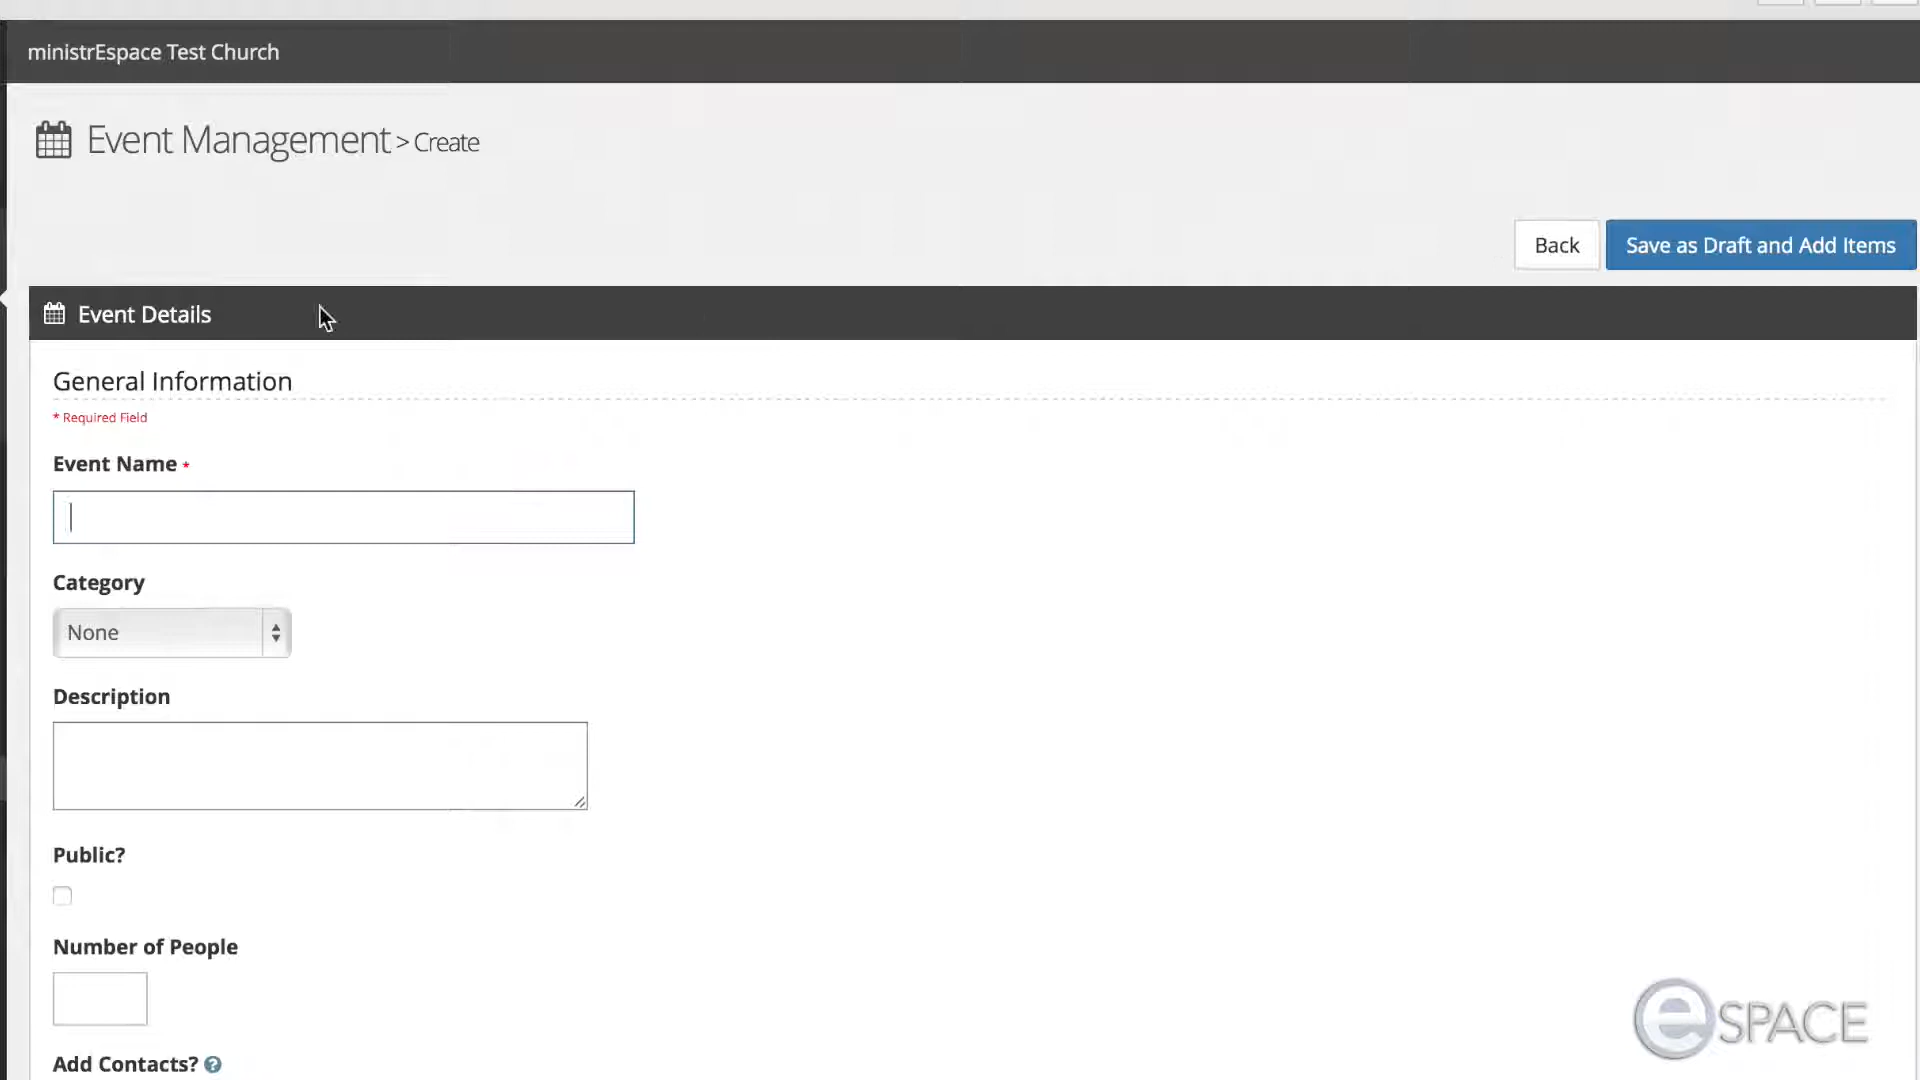 ministrEspace Test Church
Event Management > Create
Back
Save as Draft and Add Items
Event Details
General Information
* Required Field
Event Name *
Category
None
Description
Public?
Number of People
Add Contacts? ?
eSPACE